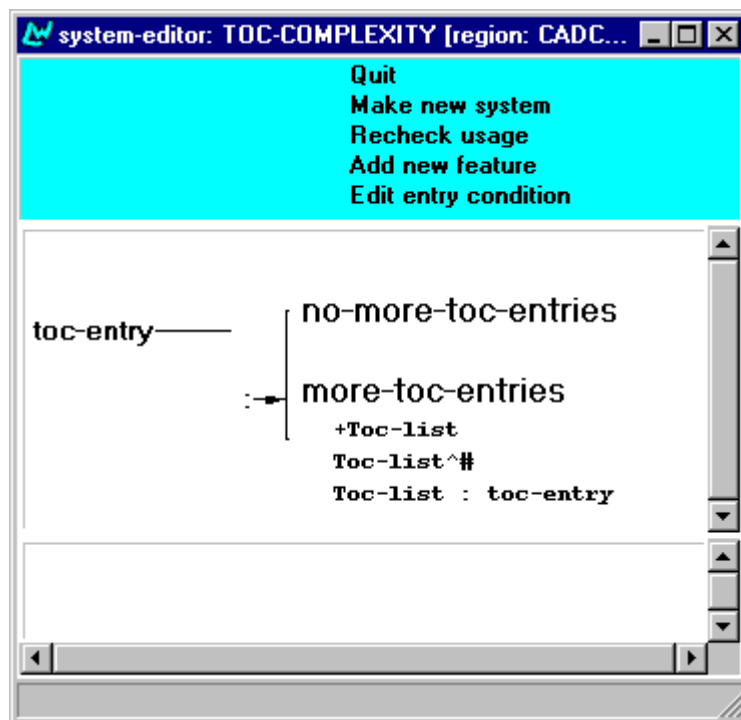 system-editor: TOC-COMPLEXITY [region: CADC...
Quit
Make new system
Recheck usage
Add new feature
Edit entry condition
no-more-toc-entries
toc-entry
:
more-toc-entries
+Toc-list
Toc-list^#
Toc-list : toc-entry